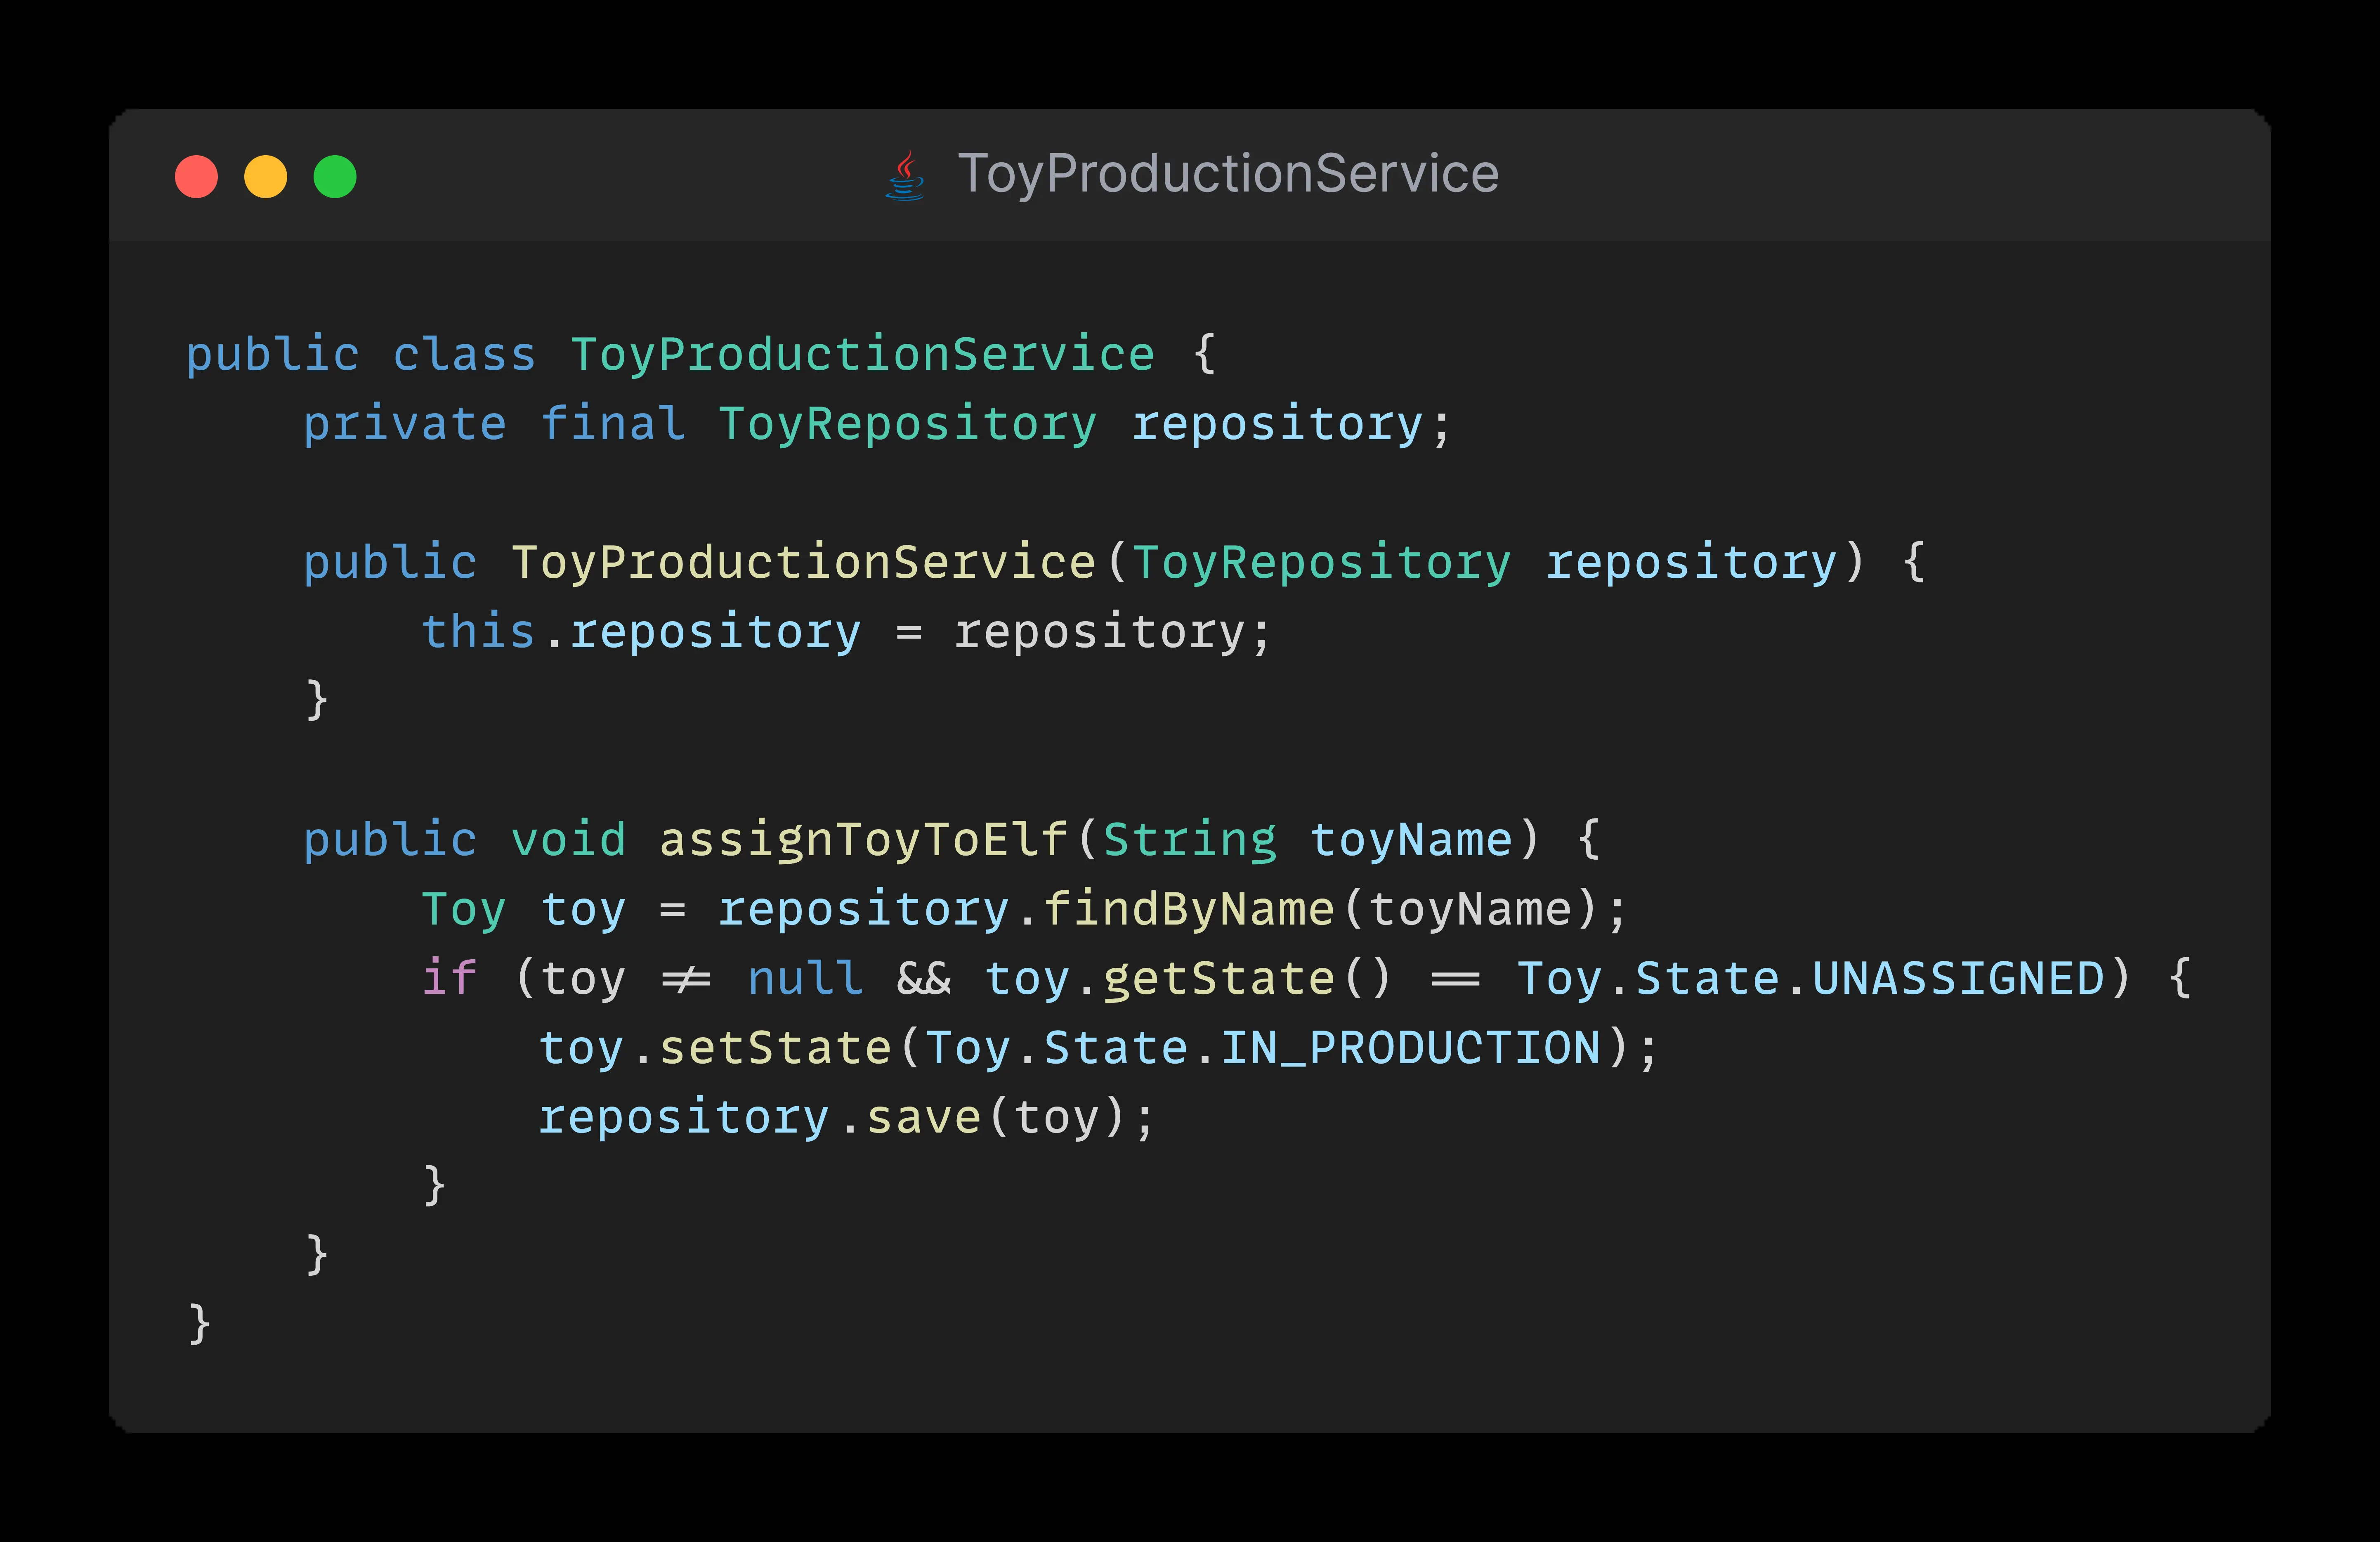 ToyProductionService
public class ToyProductionService {
    private final ToyRepository repository;

    public ToyProductionService(ToyRepository repository) {
        this.repository = repository;
    }

    public void assignToyToElf(String toyName) {
        Toy toy = repository.findByName(toyName);
        if (toy != null && toy.getState() == Toy.State.UNASSIGNED) {
            toy.setState(Toy.State.IN_PRODUCTION);
            repository.save(toy);
        }
    }
}